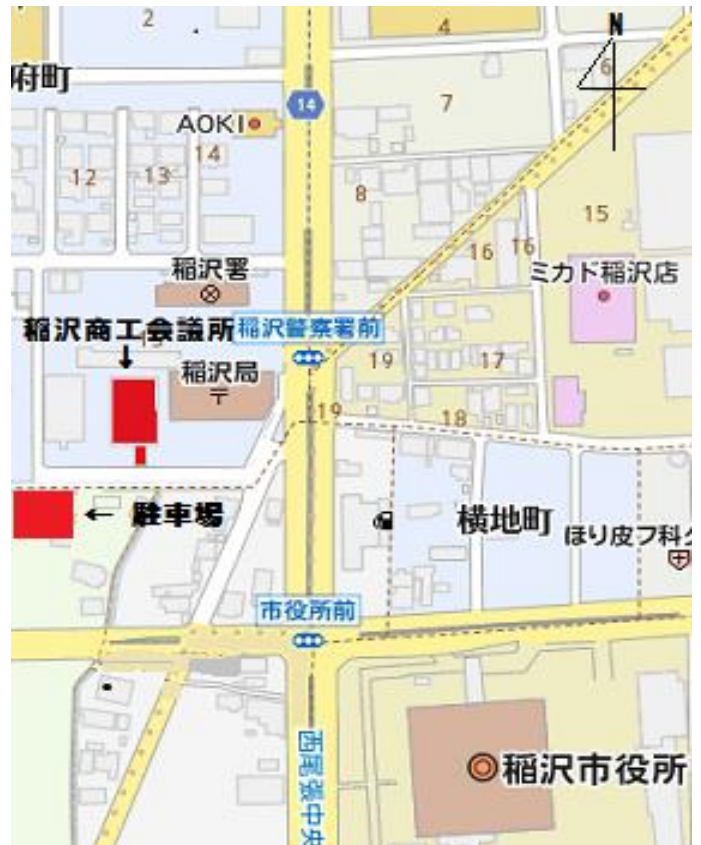 2
4
N
府町
6
14
7
AOKI
14
12
13
8
15
16
16
稲沢署
ミカド稲沢店
稲沢商工会議所
稲沢警察署前
稲沢局
19
17
19
18
← 駐車場
横地町
ほり皮フ科ク
市役所前
西尾張中央
稲沢市役所